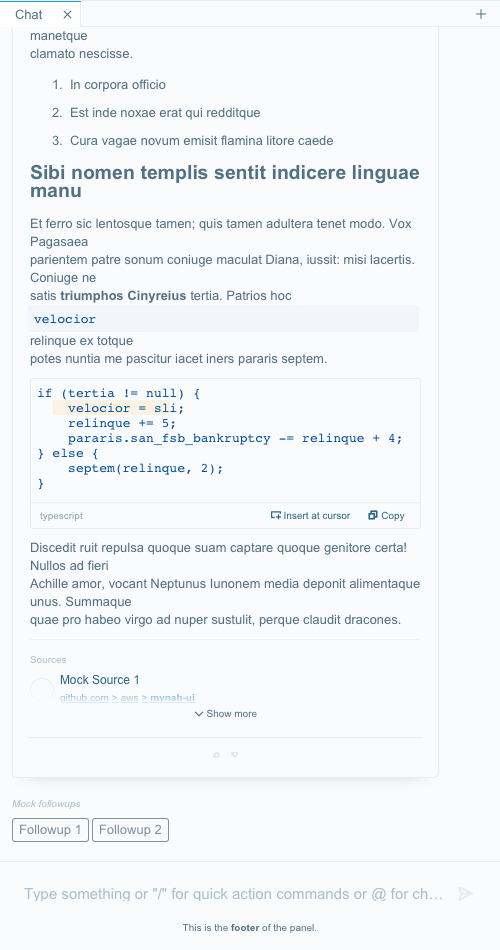 Chat
manetque
clamato nescisse.
1. In corpora officio
2. Est inde noxae erat qui redditque
3. Cura vagae novum emisit flamina litore caede
Sibi nomen templis sentit indicere linguae
manu
Et ferro sic lentosque tamen; quis tamen adultera tenet modo. Vox
Pagasaea
parientem patre sonum coniuge maculat Diana, iussit: misi lacertis.
Coniuge ne
satis triumphos Cinyreius tertia. Patrios hoc
velocior
relinque ex totque
potes nuntia me pascitur iacet iners pararis septem.
if (tertia != null) {
velocior = sli;
relinque += 5;
pararis.san_fsb_bankruptcy -= relinque + 4;
} else {
septem(relinque, 2);
}
typescript Insert at cursor Copy
Discedit ruit repulsa quoque suam captare quoque genitore certa!
Nullos ad fieri
Achille amor, vocant Neptunus Iunonem media deponit alimentaque
unus. Summaque
quae pro habeo virgo ad nuper sustulit, perque claudit dracones.
Sources
Mock Source 1
github.com > aws > mynah-ui
Show more
Mock followups
Followup 1 Followup 2
Type something or "/" for quick action commands or @ for ch…
This is the footer of the panel.